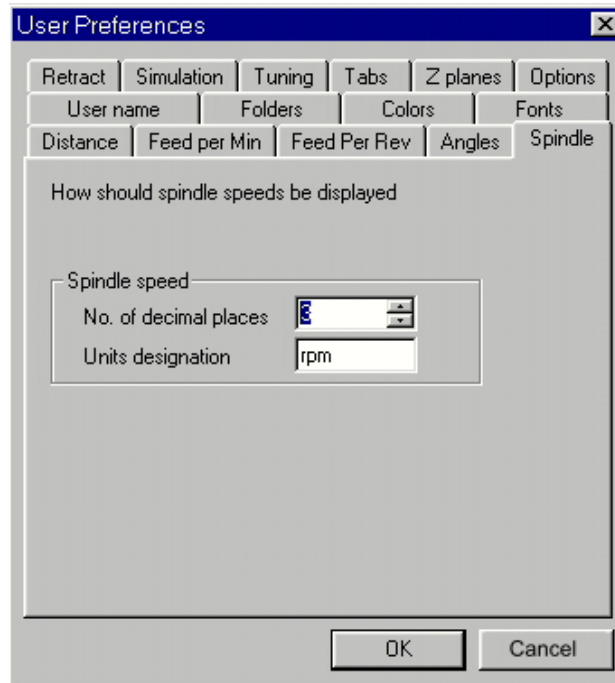 User Preferences
Retract Simulation Tuning Tabs Z planes Options
User name Folders Colors Fonts
Distance Feed per Min Feed Per Rev Angles Spindle
How should spindle speeds be displayed
Spindle speed
No. of decimal places 3
Units designation rpm
OK Cancel